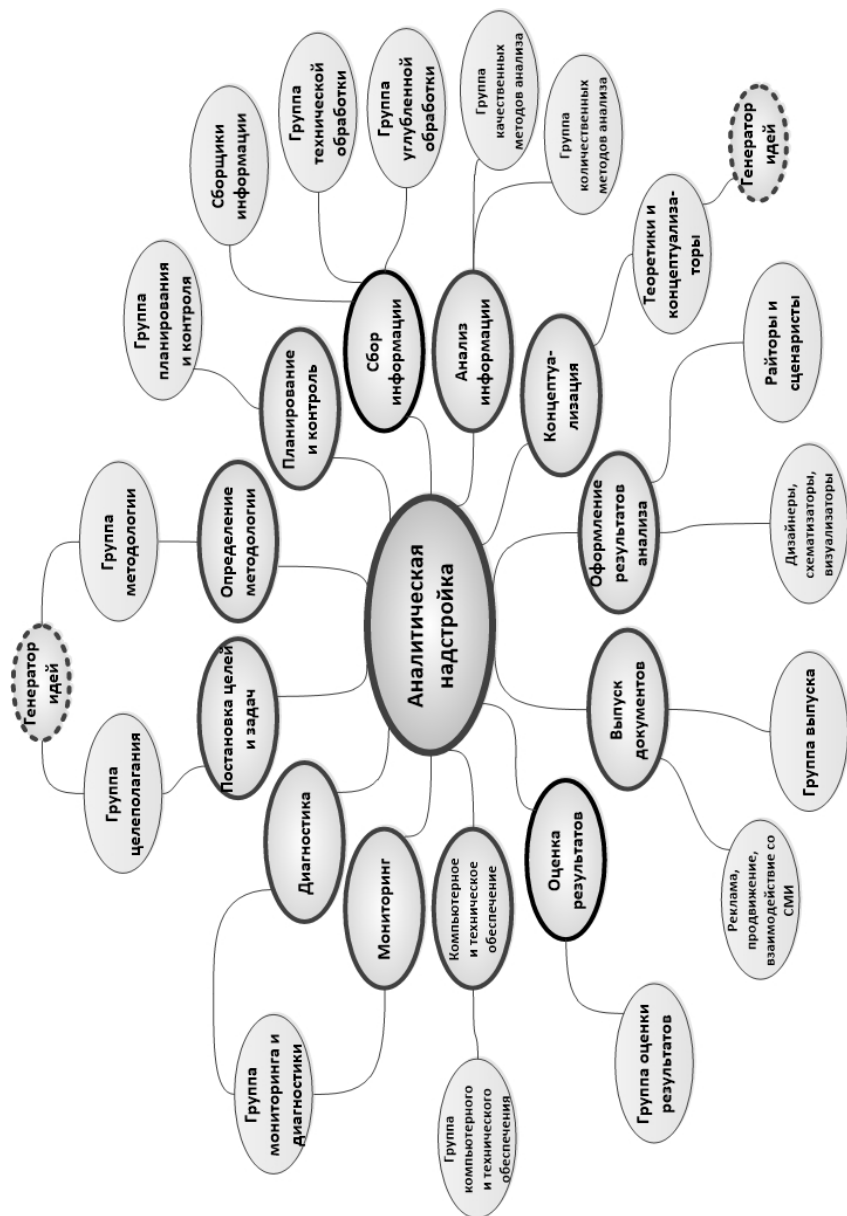 Генератор
идей
Группа
целеполагания
Группа
методологии
Группа
планирования
и контроля
Сборщики
информации
Группа
технической
обработки
Группа
углубленной
обработки
Группа
качественных
методов анализа
Группа
количественных
методов анализа
Постановка целей
и задач
Определение
методологии
Планирование
и контроль
Сбор
информации
Анализ
информации
Концептуа-
лизация
Теоретики и
концептуализа-
торы
Генератор
идей
Диагностика
Мониторинг
Группа
мониторинга и
диагностики
Аналитическая
надстройка
Компьютерное
и техническое
обеспечение
Группа
компьютерного
и технического
обеспечения
Оценка
результатов
Группа оценки
результатов
Выпуск
документов
Группа выпуска
Реклама,
продвижение,
взаимодействие со
СМИ
Оформление
результатов
анализа
Дизайнеры,
схематизаторы,
визуализаторы
Райторы и
сценаристы